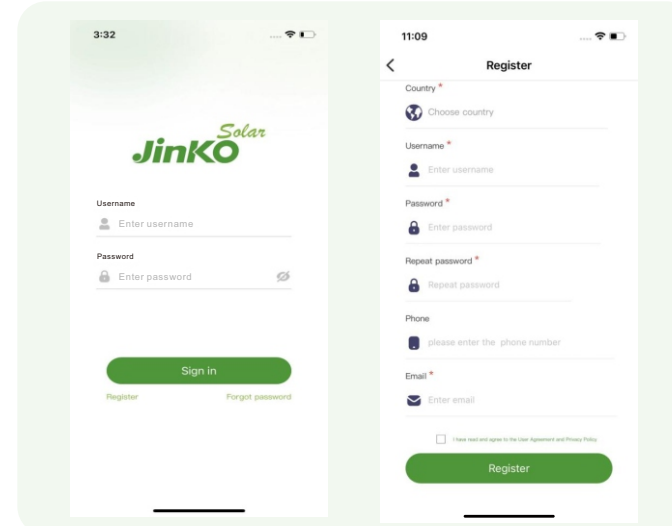 3:32
Solar
JinKO
Username
Enter username
Password
Enter password
Sign in
Register
Forgot password
11:09
Register
Country *
Choose country
Username *
Enter username
Password *
Enter password
Repeat password *
Repeat password
Phone
please enter the phone number
Email *
Enter email
I have read and agree to the User Agreement and Privacy Policy
Register